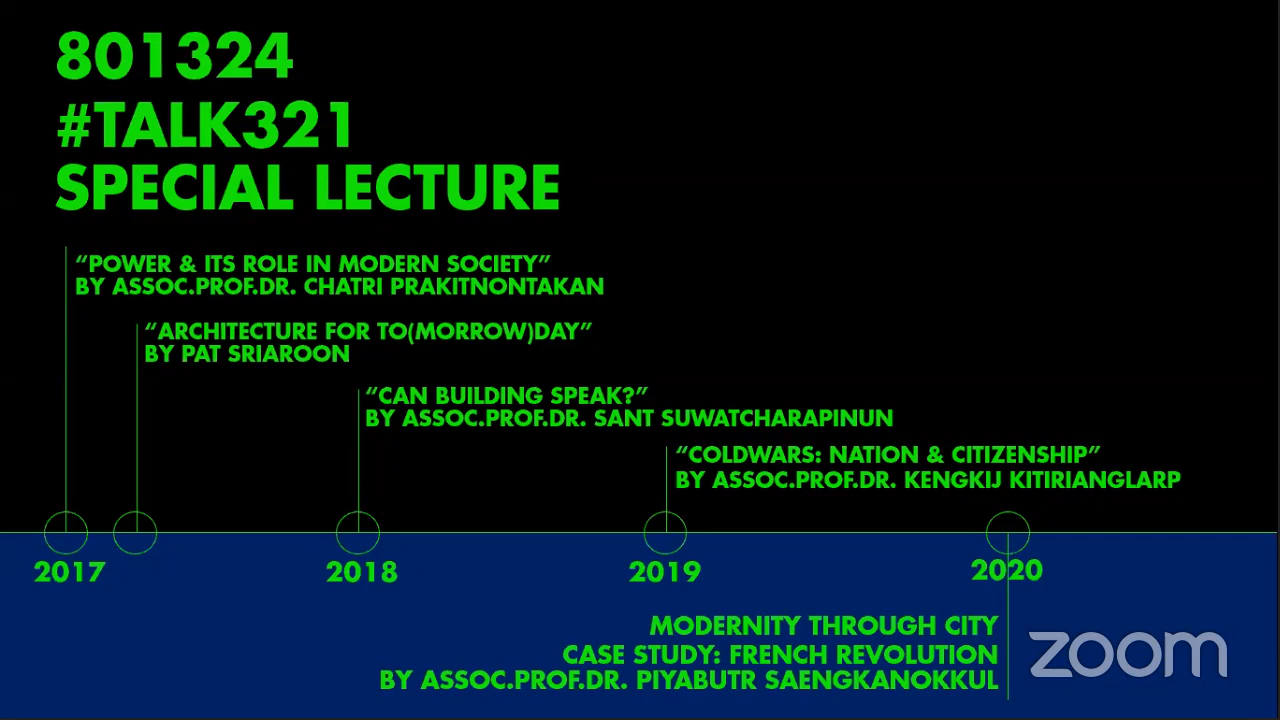 801324
#TALK321
SPECIAL LECTURE
“POWER & ITS ROLE IN MODERN SOCIETY”
BY ASSOC.PROF.DR. CHATRI PRAKITNONTAKAN
“ARCHITECTURE FOR TO(MORROW)DAY”
BY PAT SRIAROON
“CAN BUILDING SPEAK?”
BY ASSOC.PROF.DR. SANT SUWATCHARAPINUN
“COLDWARS: NATION & CITIZENSHIP”
BY ASSOC.PROF.DR. KENGKIJ KITIRIANGLARP
2017
2018
2019
2020
MODERNITY THROUGH CITY
CASE STUDY: FRENCH REVOLUTION
BY ASSOC.PROF.DR. PIYABUTR SAENGKANOKKUL
zoom